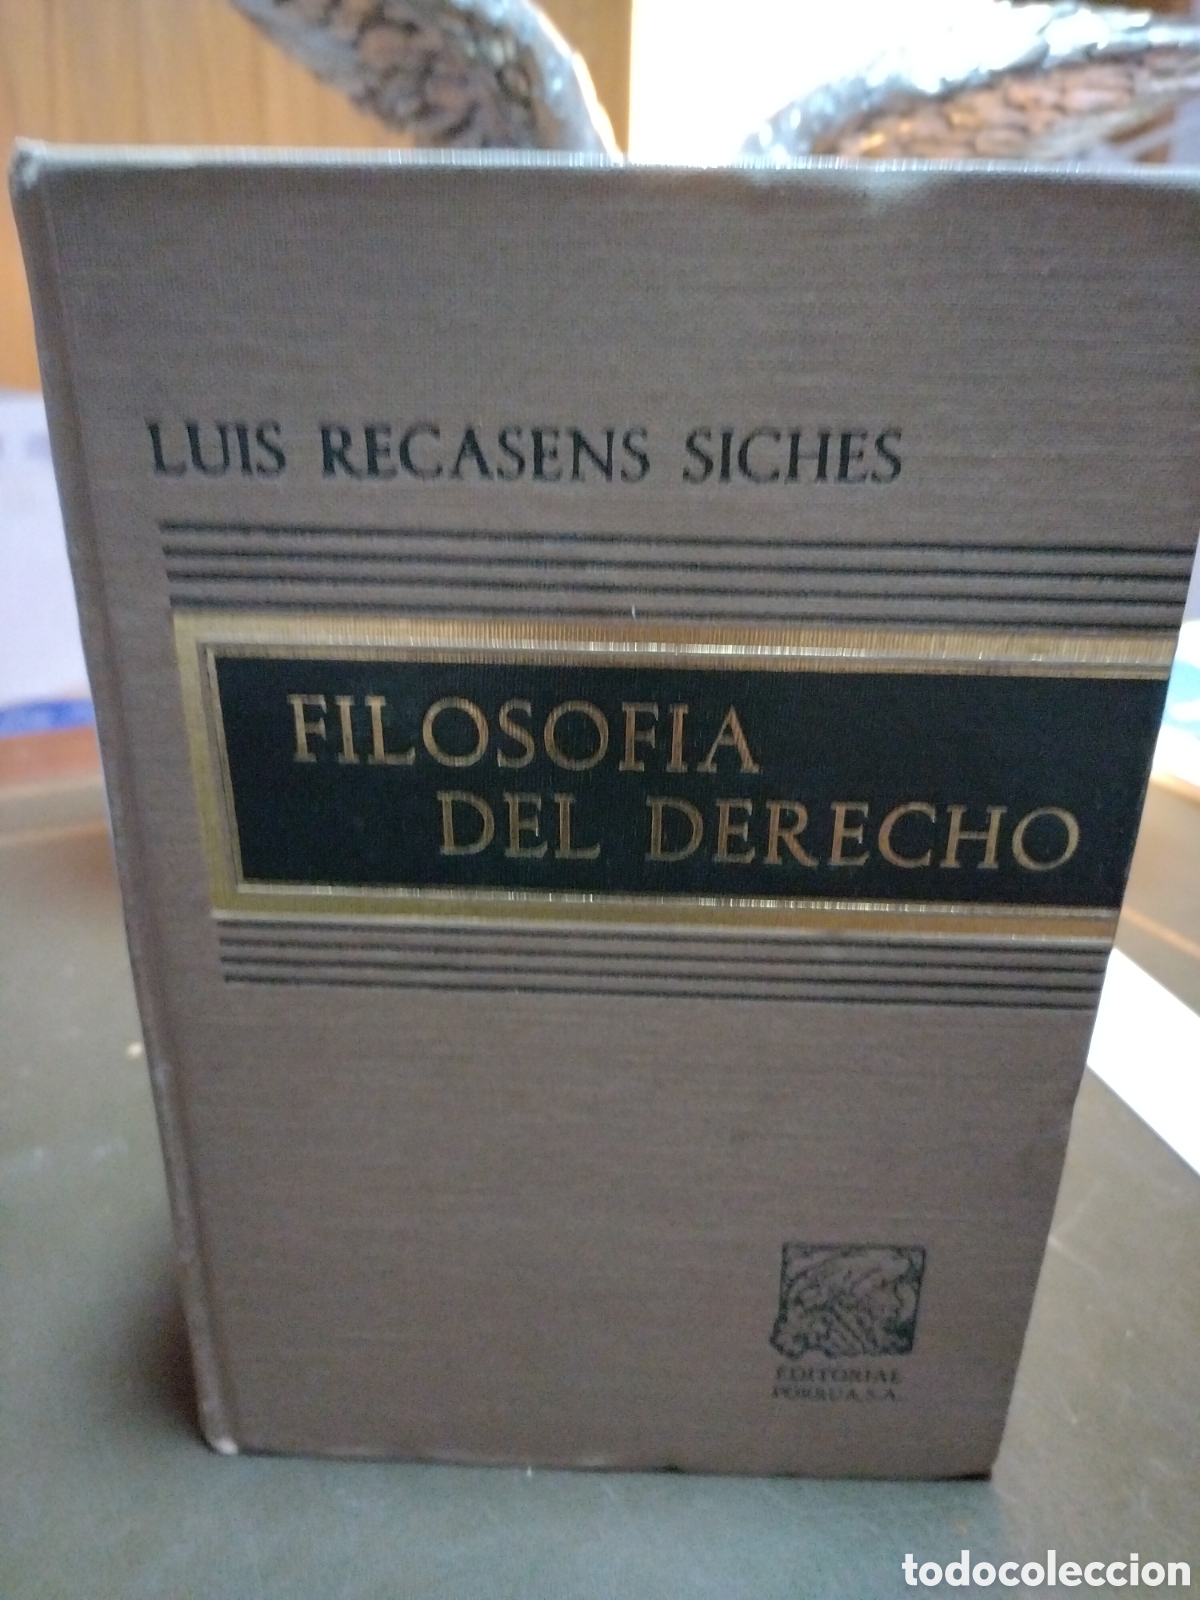 LUIS RECASENS SICHES
FILOSOFIA
DEL DERECHO
EDITORIAL
PORRUA, S.A.
todocoleccion